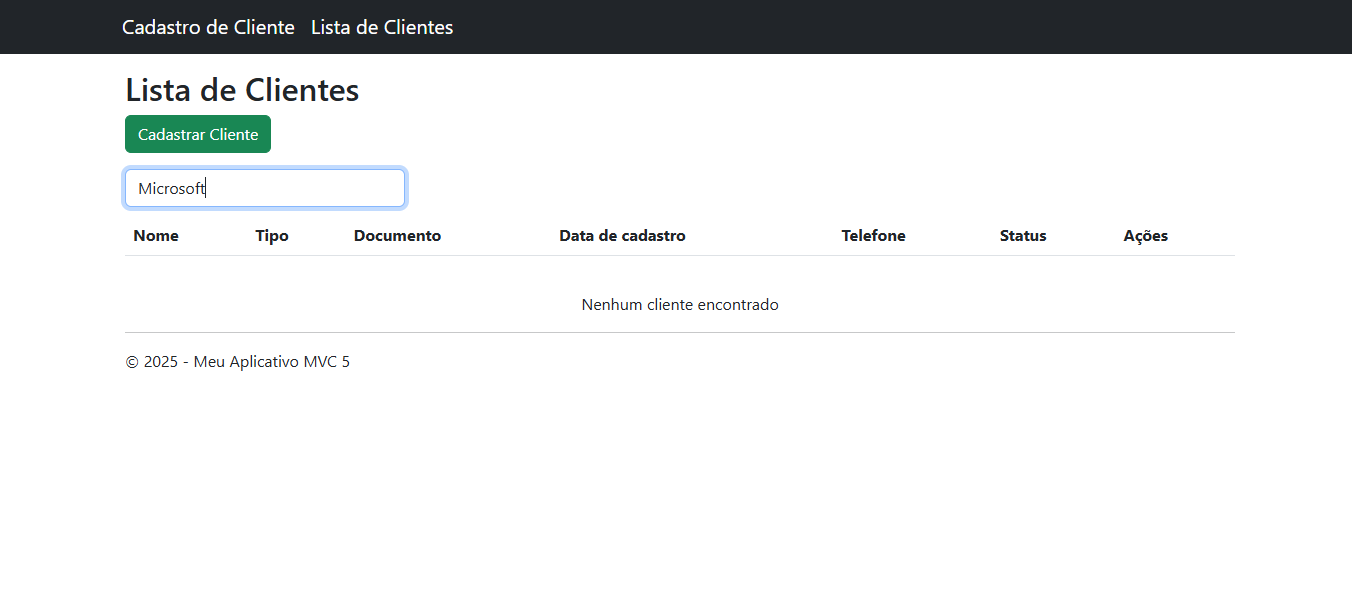 Cadastro de Cliente Lista de Clientes
Lista de Clientes
Cadastrar Cliente
Microsoft
Nome Tipo Documento Data de cadastro Telefone Status Ações
Nenhum cliente encontrado
© 2025 - Meu Aplicativo MVC 5